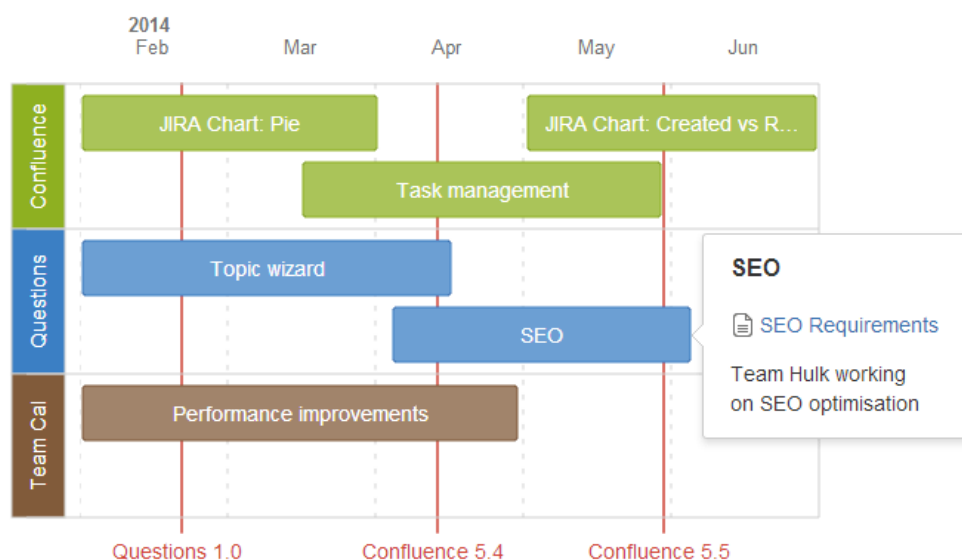 2014
Feb Mar Apr May Jun
Confluence
JIRA Chart: Pie
JIRA Chart: Created vs R...
Task management
Questions
Topic wizard
SEO
SEO
SEO Requirements
Team Hulk working
on SEO optimisation
Team Cal
Performance improvements
Questions 1.0 Confluence 5.4 Confluence 5.5